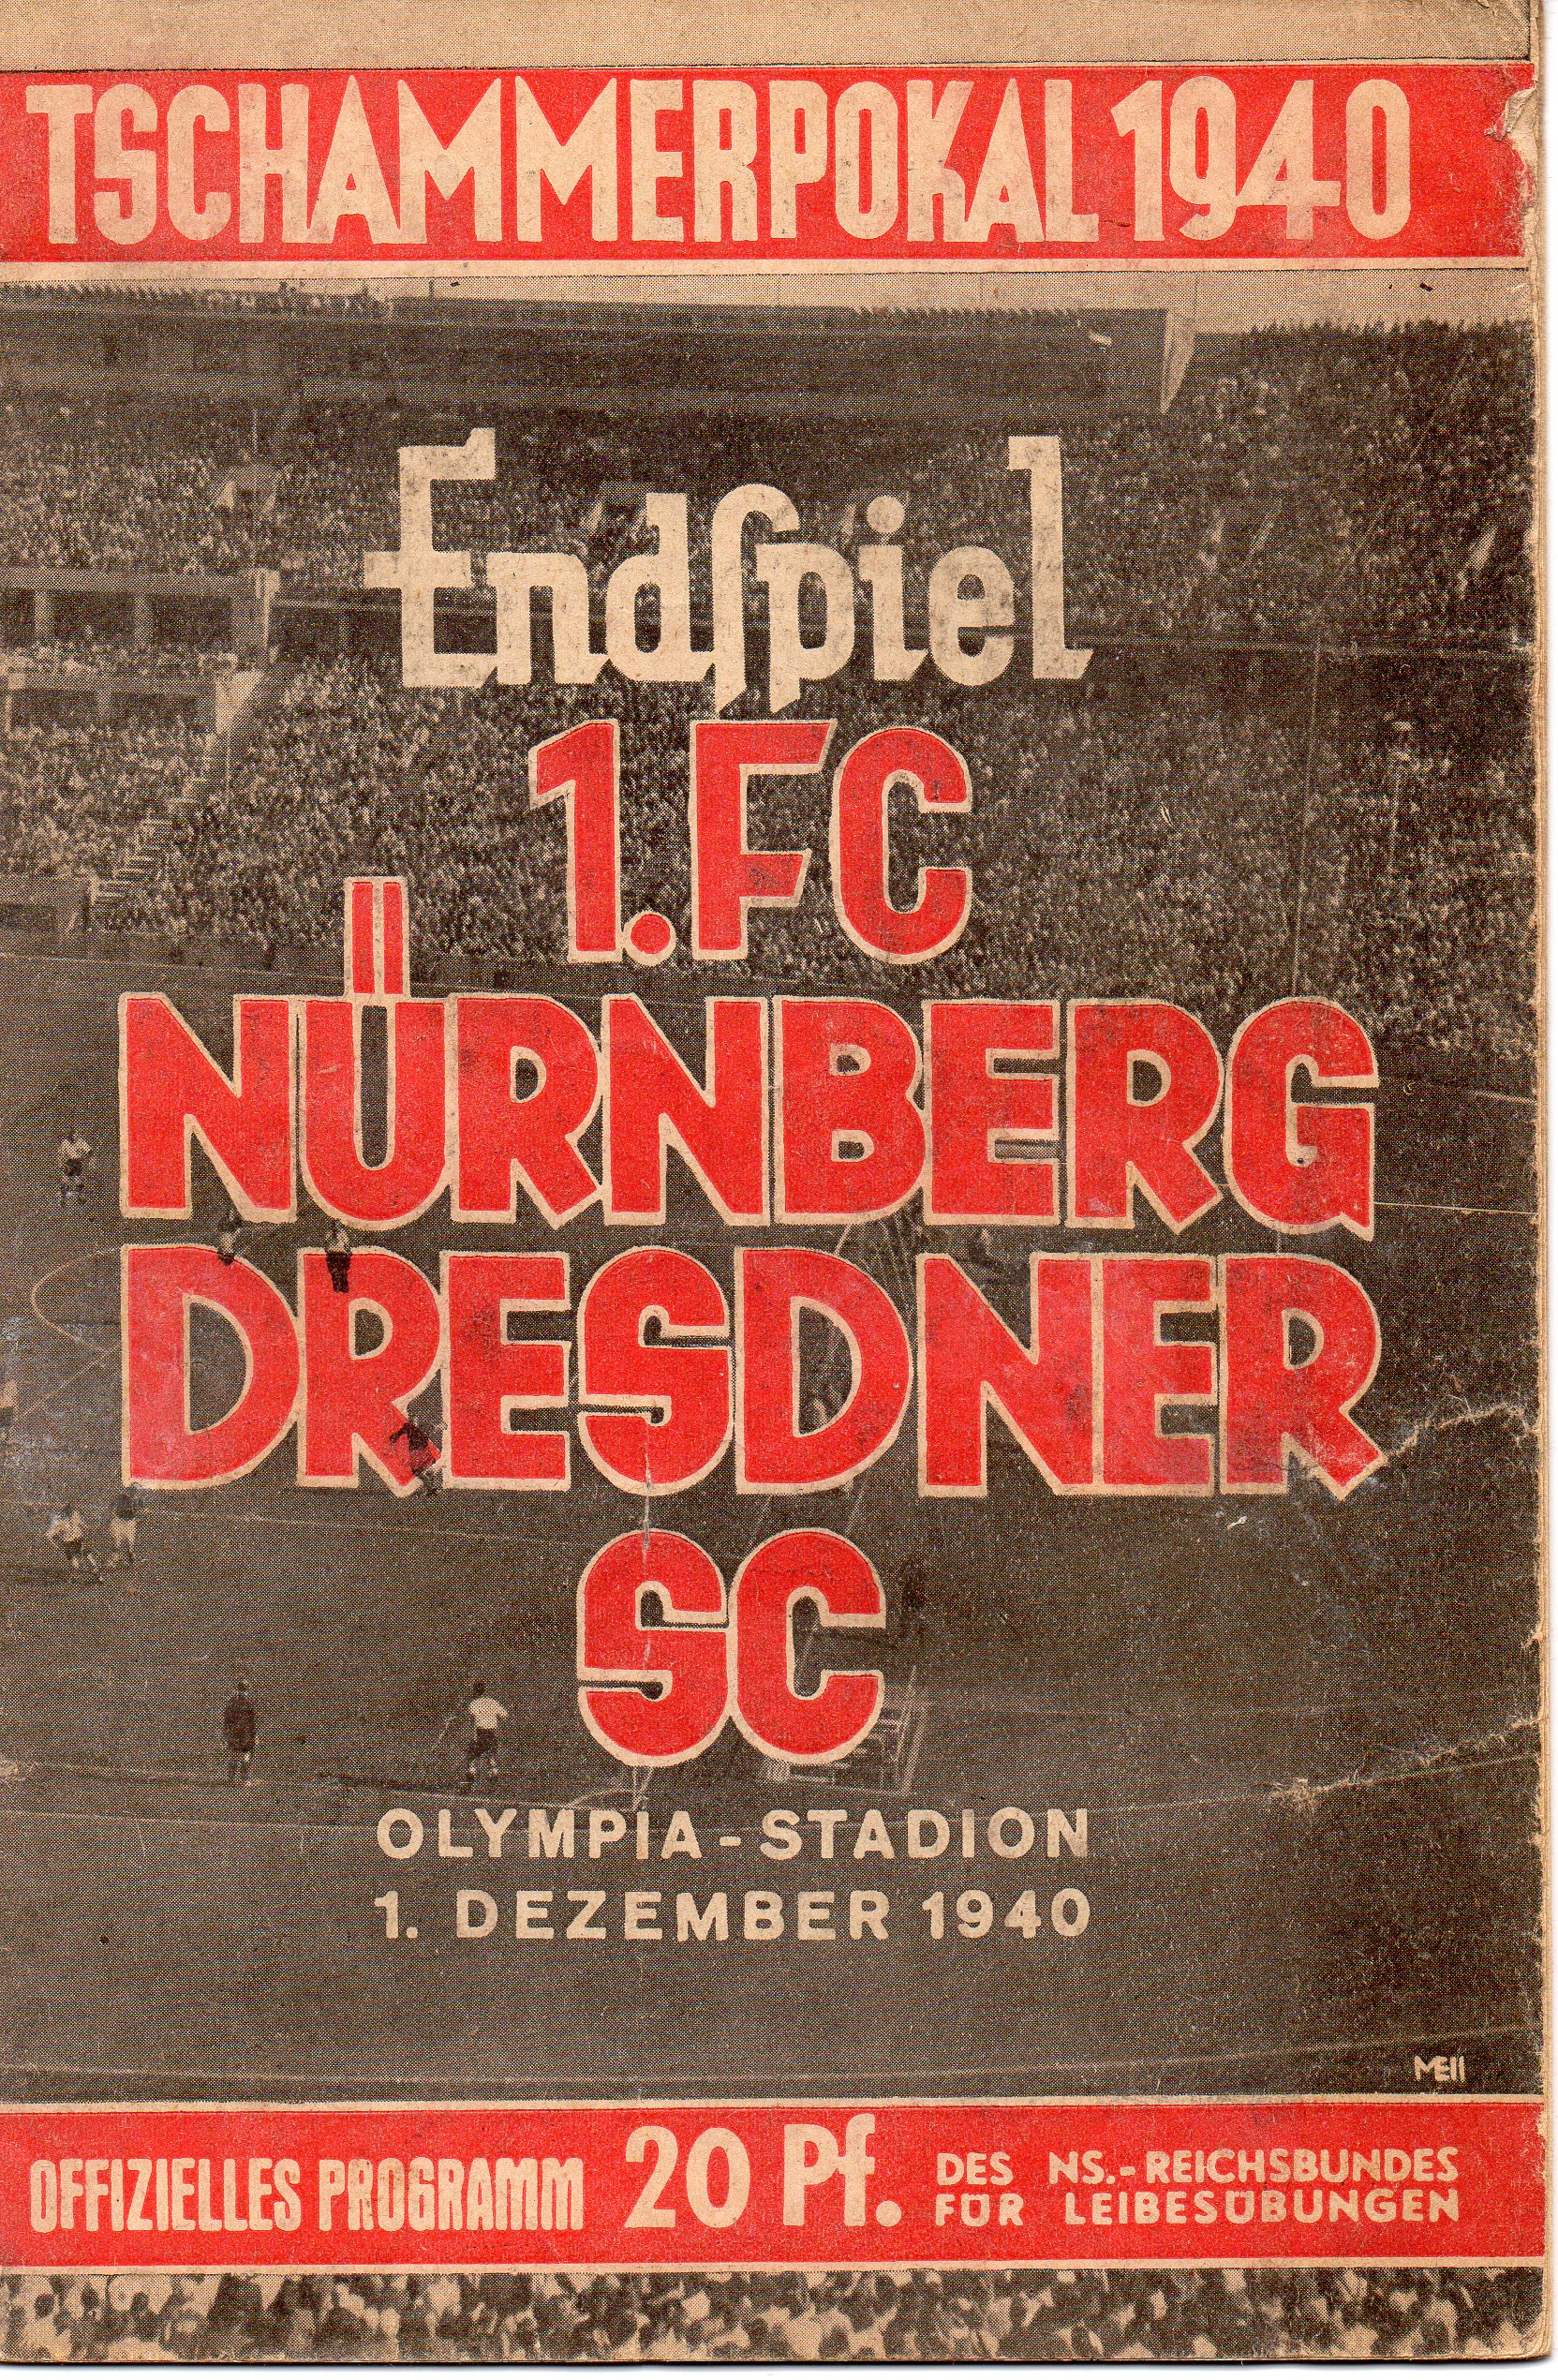 TSCHAMMERPOKAL 1940
Endſpiel
1. FC
NÜRNBERG
DRESDNER
SC
OLYMPIA-STADION
1. DEZEMBER 1940
OFFIZIELLES PROGRAMM 20 Pf. DES NS.-REICHSBUNDES
FÜR LEIBESÜBUNGEN